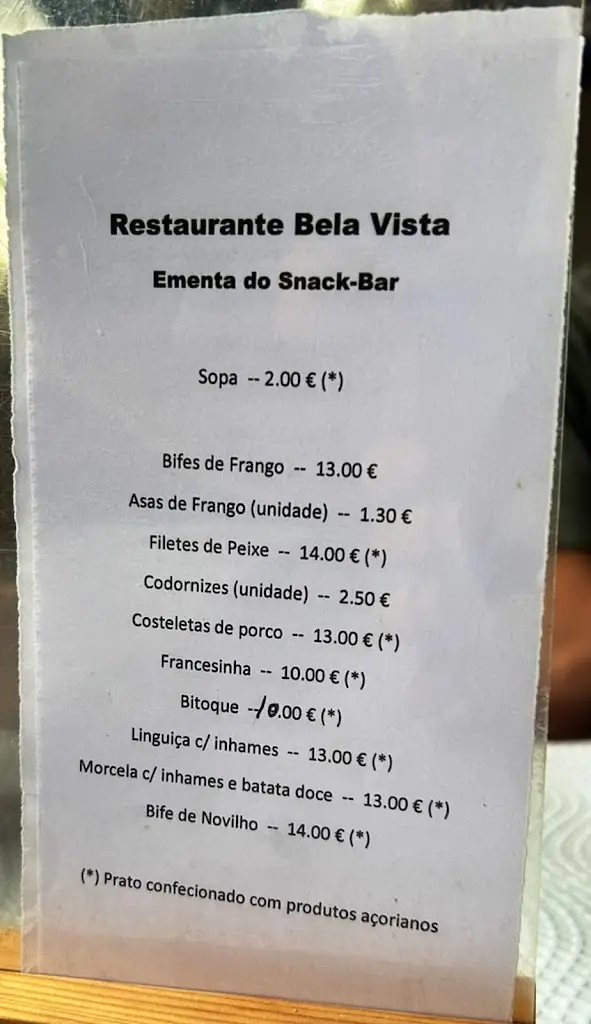 Restaurante Bela Vista
Ementa do Snack-Bar
Sopa -- 2.00 € (*)
Bifes de Frango -- 13.00 €
Asas de Frango (unidade) -- 1.30 €
Filetes de Peixe -- 14.00 € (*)
Codornizes (unidade) -- 2.50 €
Costeletas de porco -- 13.00 € (*)
Francesinha -- 10.00 € (*)
Bitoque --10.00 € (*)
Linguiça c/ inhames -- 13.00 € (*)
Morcela c/ inhames e batata doce -- 13.00 € (*)
Bife de Novilho -- 14.00 € (*)
(*) Prato confecionado com produtos açorianos